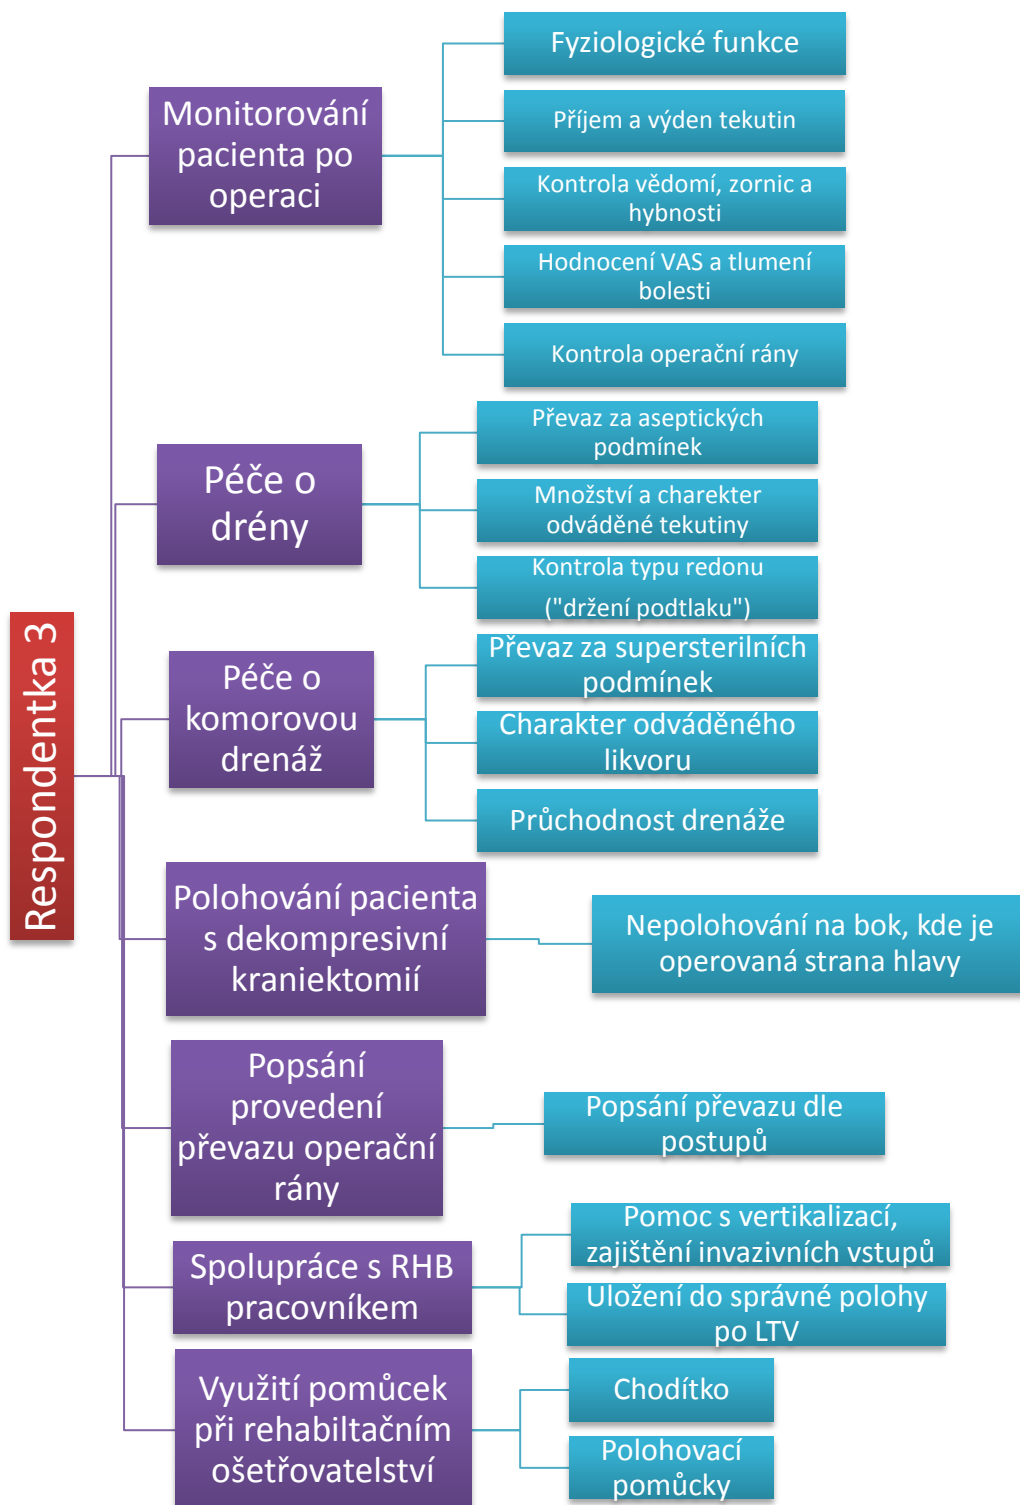 Respondentka 3
Monitorování
pacienta po
operaci
Fyziologické funkce
Příjem a výden tekutin
Kontrola vědomí, zornic a
hybnosti
Hodnocení VAS a tlumení
bolesti
Kontrola operační rány
Péče o
drény
Převaz za aseptických
podmínek
Množství a charekter
odváděné tekutiny
Kontrola typu redonu
("držení podtlaku")
Péče o
komorovou
drenáž
Převaz za supersterilních
podmínek
Charakter odváděného
likvoru
Průchodnost drenáže
Polohování pacienta
s dekompresivní
kraniektomií
Nepolohování na bok, kde je
operovaná strana hlavy
Popsání
provedení
převazu operační
rány
Popsání převazu dle
postupů
Spolupráce s RHB
pracovníkem
Pomoc s vertikalizací,
zajištění invazivních vstupů
Uložení do správné polohy
po LTV
Využití pomůcek
při rehabiltačním
ošetřovatelství
Chodítko
Polohovací
pomůcky